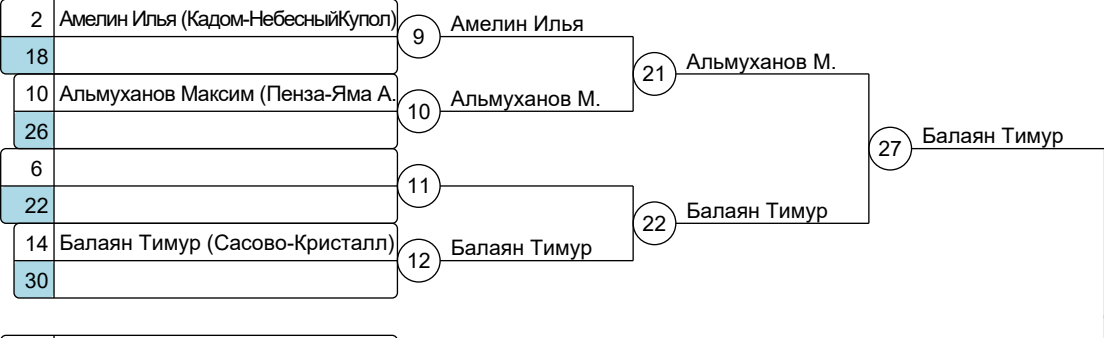 2 Амелин Илья (Кадом-НебесныйКупол)
18
9 Амелин Илья
10 Альмуханов Максим (Пенза-Яма А.
26
10 Альмуханов М.
21 Альмуханов М.
6
22
11
14 Балаян Тимур (Сасово-Кристалл)
30
12 Балаян Тимур
22 Балаян Тимур
27 Балаян Тимур